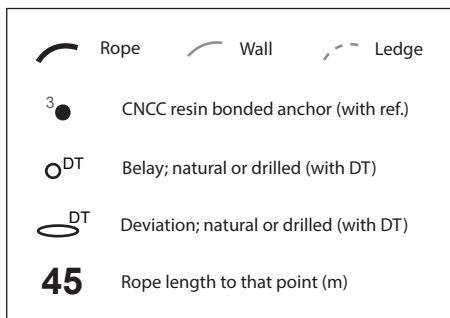 Rope Wall Ledge
3 CNCC resin bonded anchor (with ref.)
DT Belay; natural or drilled (with DT)
DT Deviation; natural or drilled (with DT)
45 Rope length to that point (m)